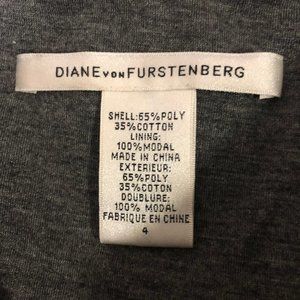 DIANE VON FURSTENBERG
SHELL:65%POLY
35%COTTON
LINING:
100%MODAL
MADE IN CHINA
EXTERIEUR:
65%POLY
35%COTON
DOUBLURE:
100% MODAL
FABRIQUE EN CHINE
4